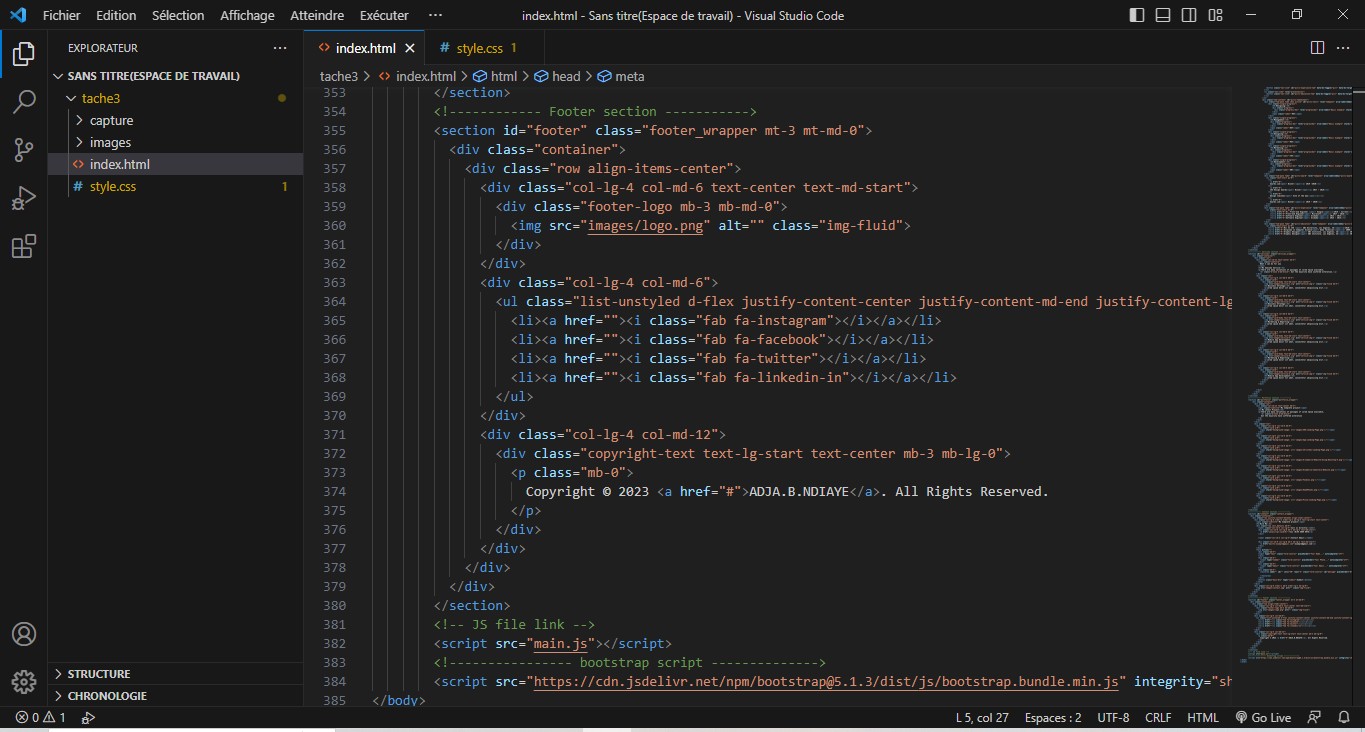 Fichier Edition Sélection Affichage Atteindre Exécuter ··· index.html - Sans titre(Espace de travail) - Visual Studio Code
EXPLORATEUR ···
SANS TITRE(ESPACE DE TRAVAIL)
tache3
capture
images
<> index.html
# style.css 1
STRUCTURE
CHRONOLOGIE
<> index.html # style.css 1
tache3 > <> index.html > html > head > meta
353 </section>
354 <!------------ Footer section ----------->
355 <section id="footer" class="footer_wrapper mt-3 mt-md-0">
356 <div class="container">
357 <div class="row align-items-center">
358 <div class="col-lg-4 col-md-6 text-center text-md-start">
359 <div class="footer-logo mb-3 mb-md-0">
360 <img src="images/logo.png" alt="" class="img-fluid">
361 </div>
362 </div>
363 <div class="col-lg-4 col-md-6">
364 <ul class="list-unstyled d-flex justify-content-center justify-content-md-end justify-content-lg
365 <li><a href=""><i class="fab fa-instagram"></i></a></li>
366 <li><a href=""><i class="fab fa-facebook"></i></a></li>
367 <li><a href=""><i class="fab fa-twitter"></i></a></li>
368 <li><a href=""><i class="fab fa-linkedin-in"></i></a></li>
369 </ul>
370 </div>
371 <div class="col-lg-4 col-md-12">
372 <div class="copyright-text text-lg-start text-center mb-3 mb-lg-0">
373 <p class="mb-0">
374 Copyright © 2023 <a href="#">ADJA.B.NDIAYE</a>. All Rights Reserved.
375 </p>
376 </div>
377 </div>
378 </div>
379 </div>
380 </section>
381 <!-- JS file link -->
382 <script src="main.js"></script>
383 <!--------------- bootstrap script -------------->
384 <script src="https://cdn.jsdelivr.net/npm/bootstrap@5.1.3/dist/js/bootstrap.bundle.min.js" integrity="sh
385 </body>
0 1 L 5, col 27 Espaces : 2 UTF-8 CRLF HTML Go Live